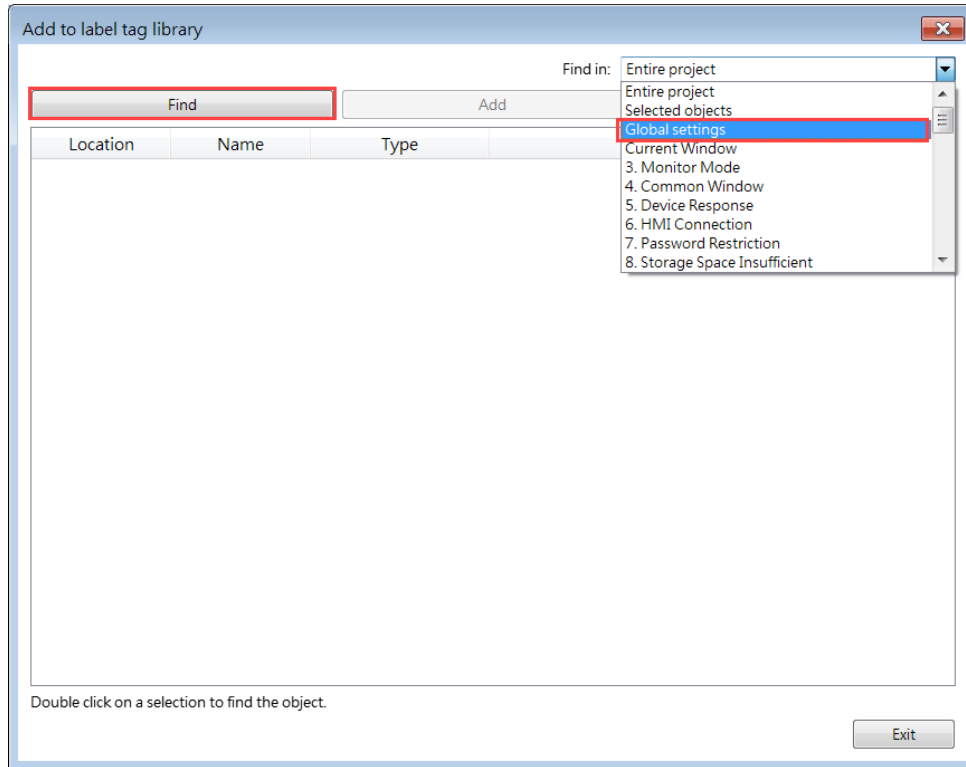 Add to label tag library
Find in: Entire project
Find Add
Entire project
Selected objects
Global settings
Current Window
3. Monitor Mode
4. Common Window
5. Device Response
6. HMI Connection
7. Password Restriction
8. Storage Space Insufficient
Location Name Type
Double click on a selection to find the object.
Exit